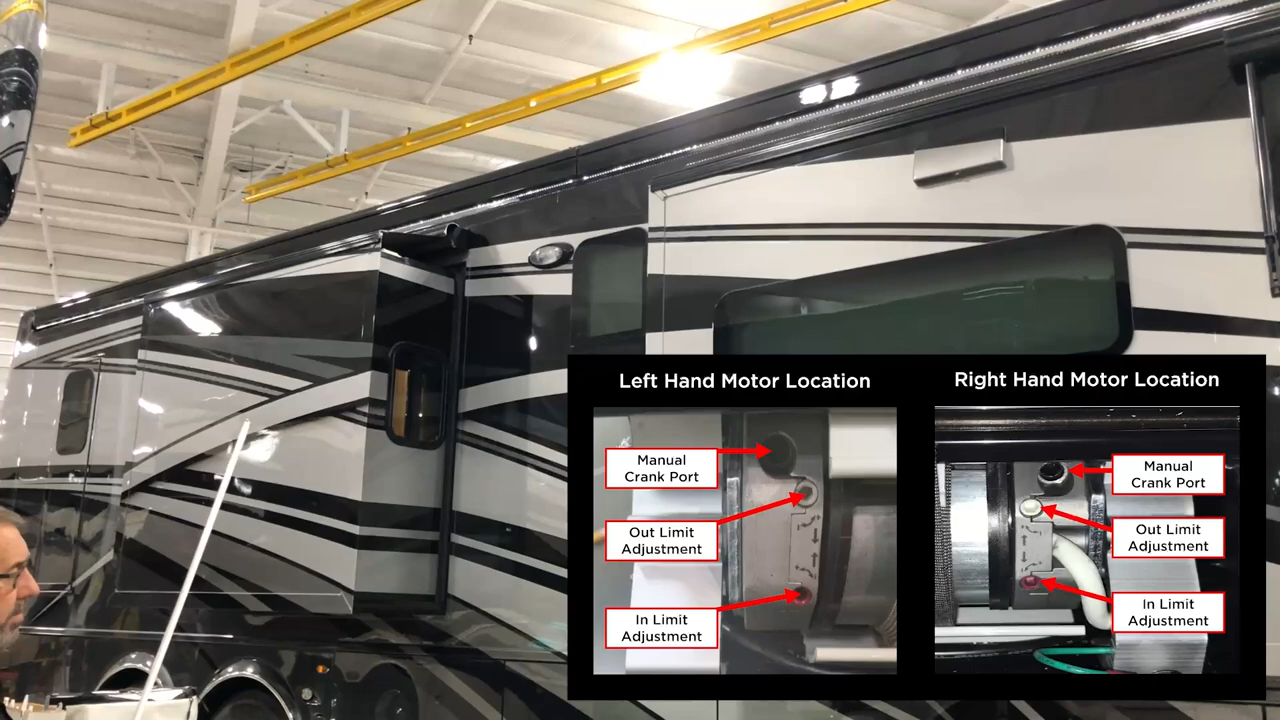 Left Hand Motor Location
Manual
Crank Port
Out Limit
Adjustment
In Limit
Adjustment
Right Hand Motor Location
Manual
Crank Port
Out Limit
Adjustment
In Limit
Adjustment